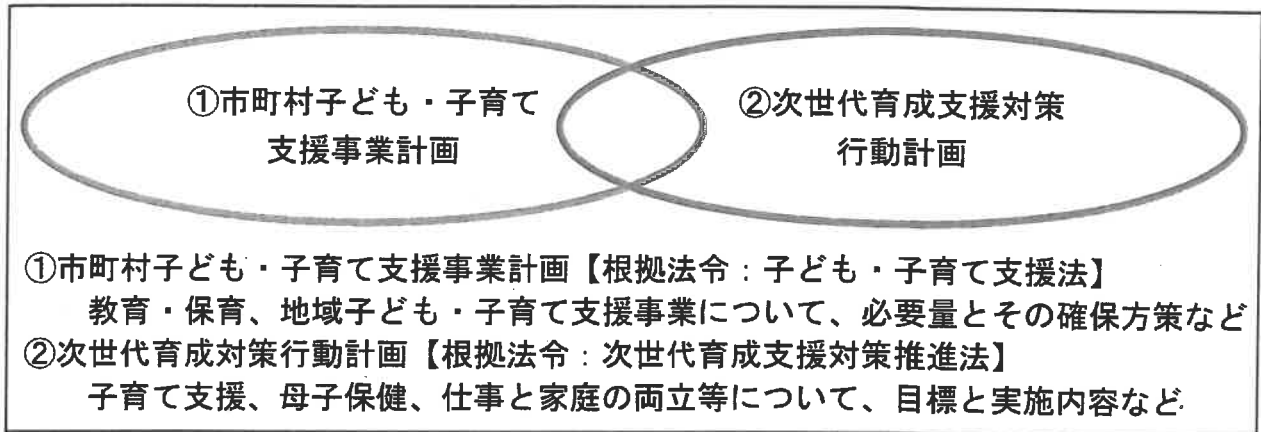 ①市町村子ども・子育て
支援事業計画
②次世代育成支援対策
行動計画
①市町村子ども・子育て支援事業計画【根拠法令：子ども・子育て支援法】
教育・保育、地域子ども・子育て支援事業について、必要量とその確保方策など
②次世代育成対策行動計画【根拠法令：次世代育成支援対策推進法】
子育て支援、母子保健、仕事と家庭の両立等について、目標と実施内容など